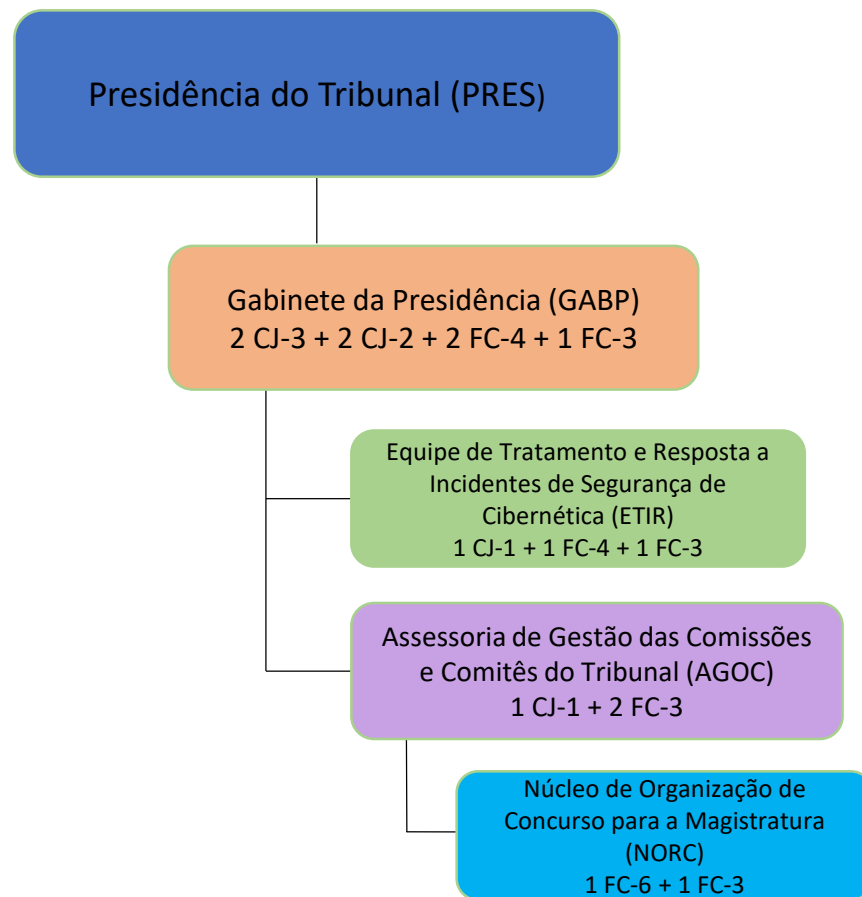 Presidência do Tribunal (PRES)
Gabinete da Presidência (GABP)
2 CJ-3 + 2 CJ-2 + 2 FC-4 + 1 FC-3
Equipe de Tratamento e Resposta a
Incidentes de Segurança de
Cibernética (ETIR)
1 CJ-1 + 1 FC-4 + 1 FC-3
Assessoria de Gestão das Comissões
e Comitês do Tribunal (AGOC)
1 CJ-1 + 2 FC-3
Núcleo de Organização de
Concurso para a Magistratura
(NORC)
1 FC-6 + 1 FC-3